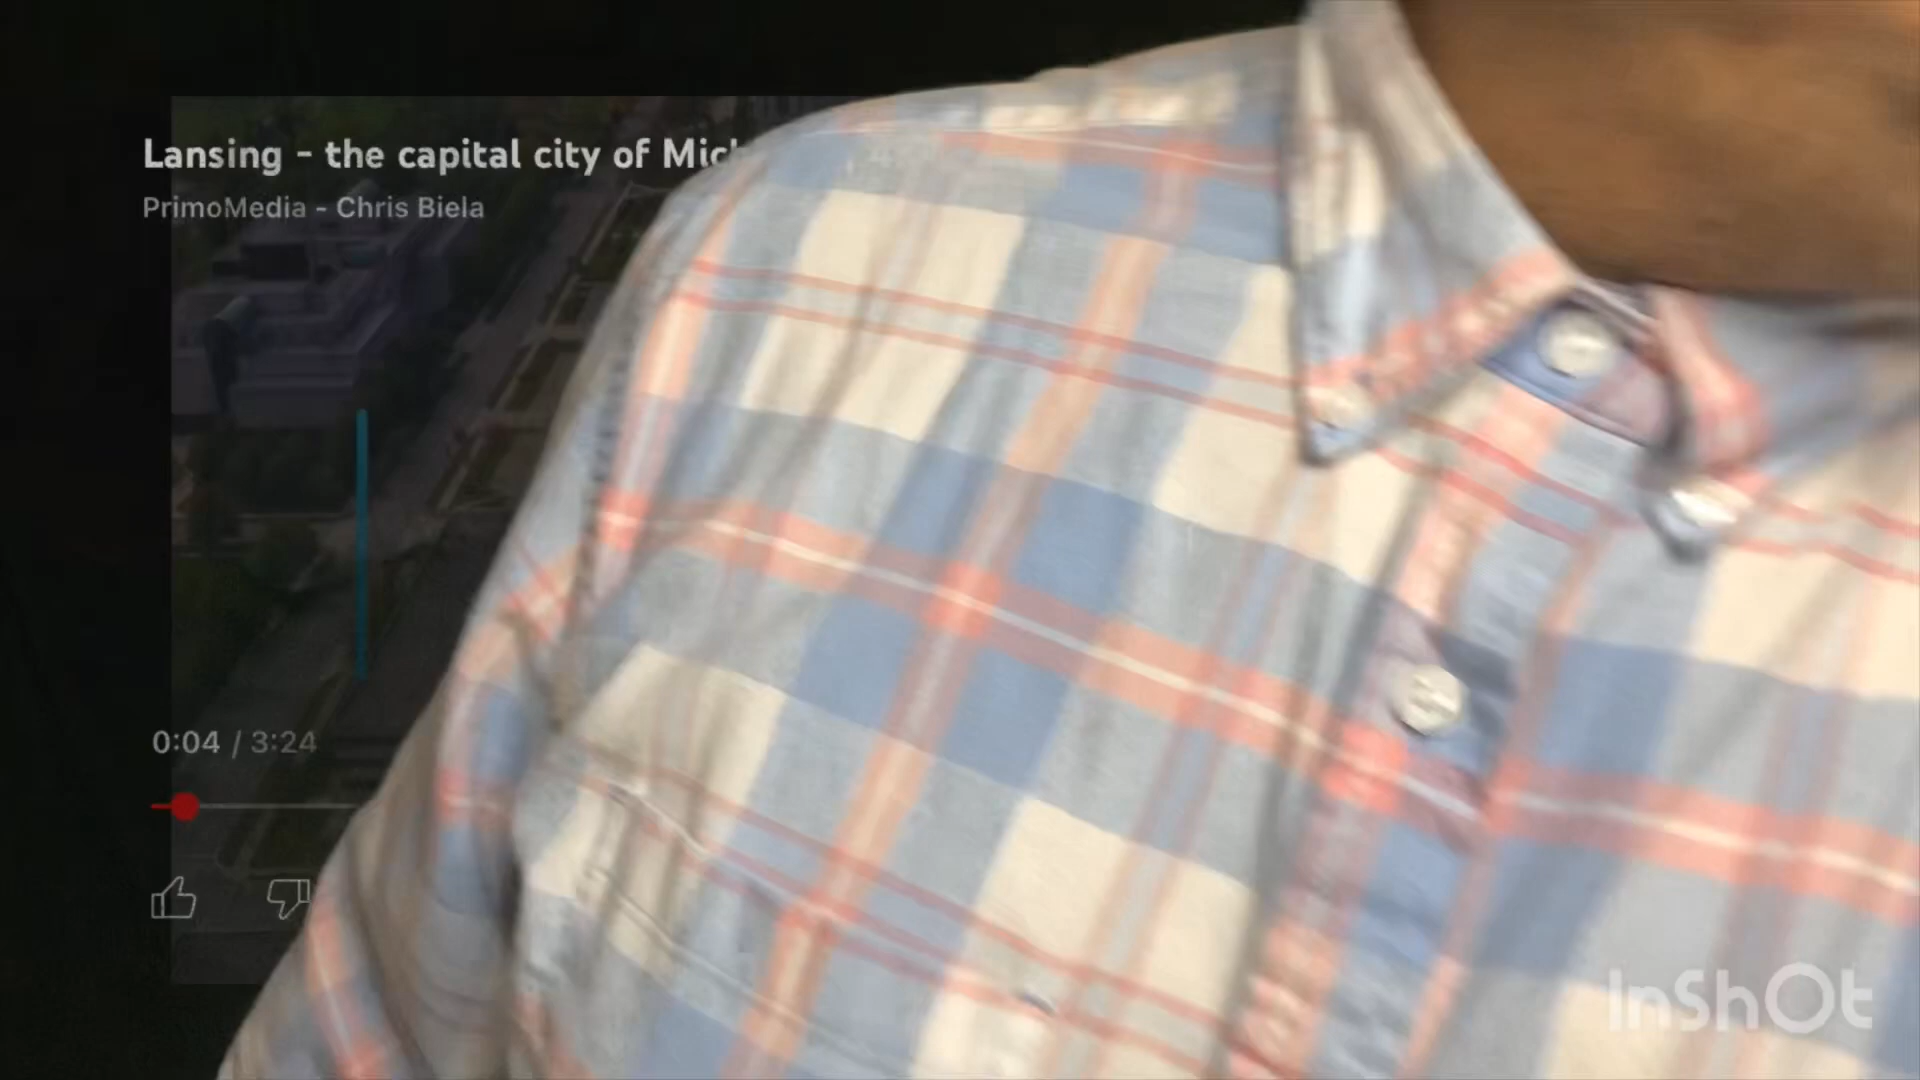 Lansing - the capital city of Mic
PrimoMedia - Chris Biela
0:04 / 3:24
InShOt